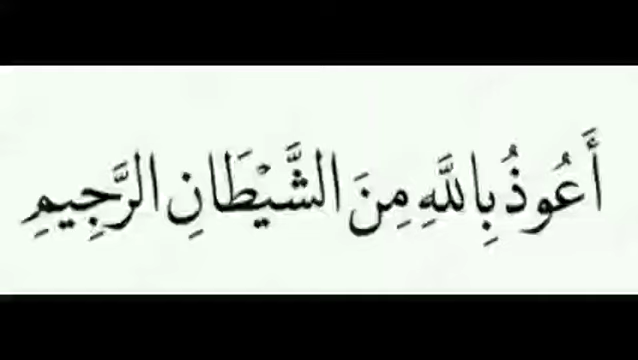 أَعُوذُ بِاللَّهِ مِنَ الشَّيْطَانِ الرَّجِيمِ